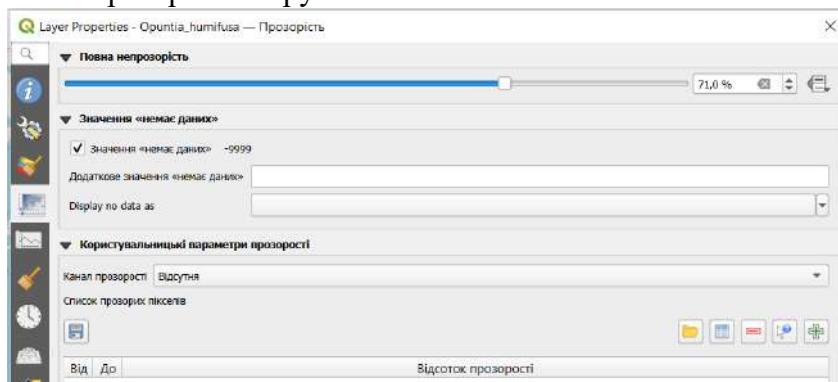 Layer Properties - Opuntia_humifusa — Прозорість
Повна непрозорість
71,0 %
Значення «немає даних»
Значення «немає даних» -9999
Додаткове значення «немає даних»
Display no data as
Користувальницькі параметри прозорості
Канал прозорості Відсутня
Список прозорих пікселів
Від До Відсоток прозорості